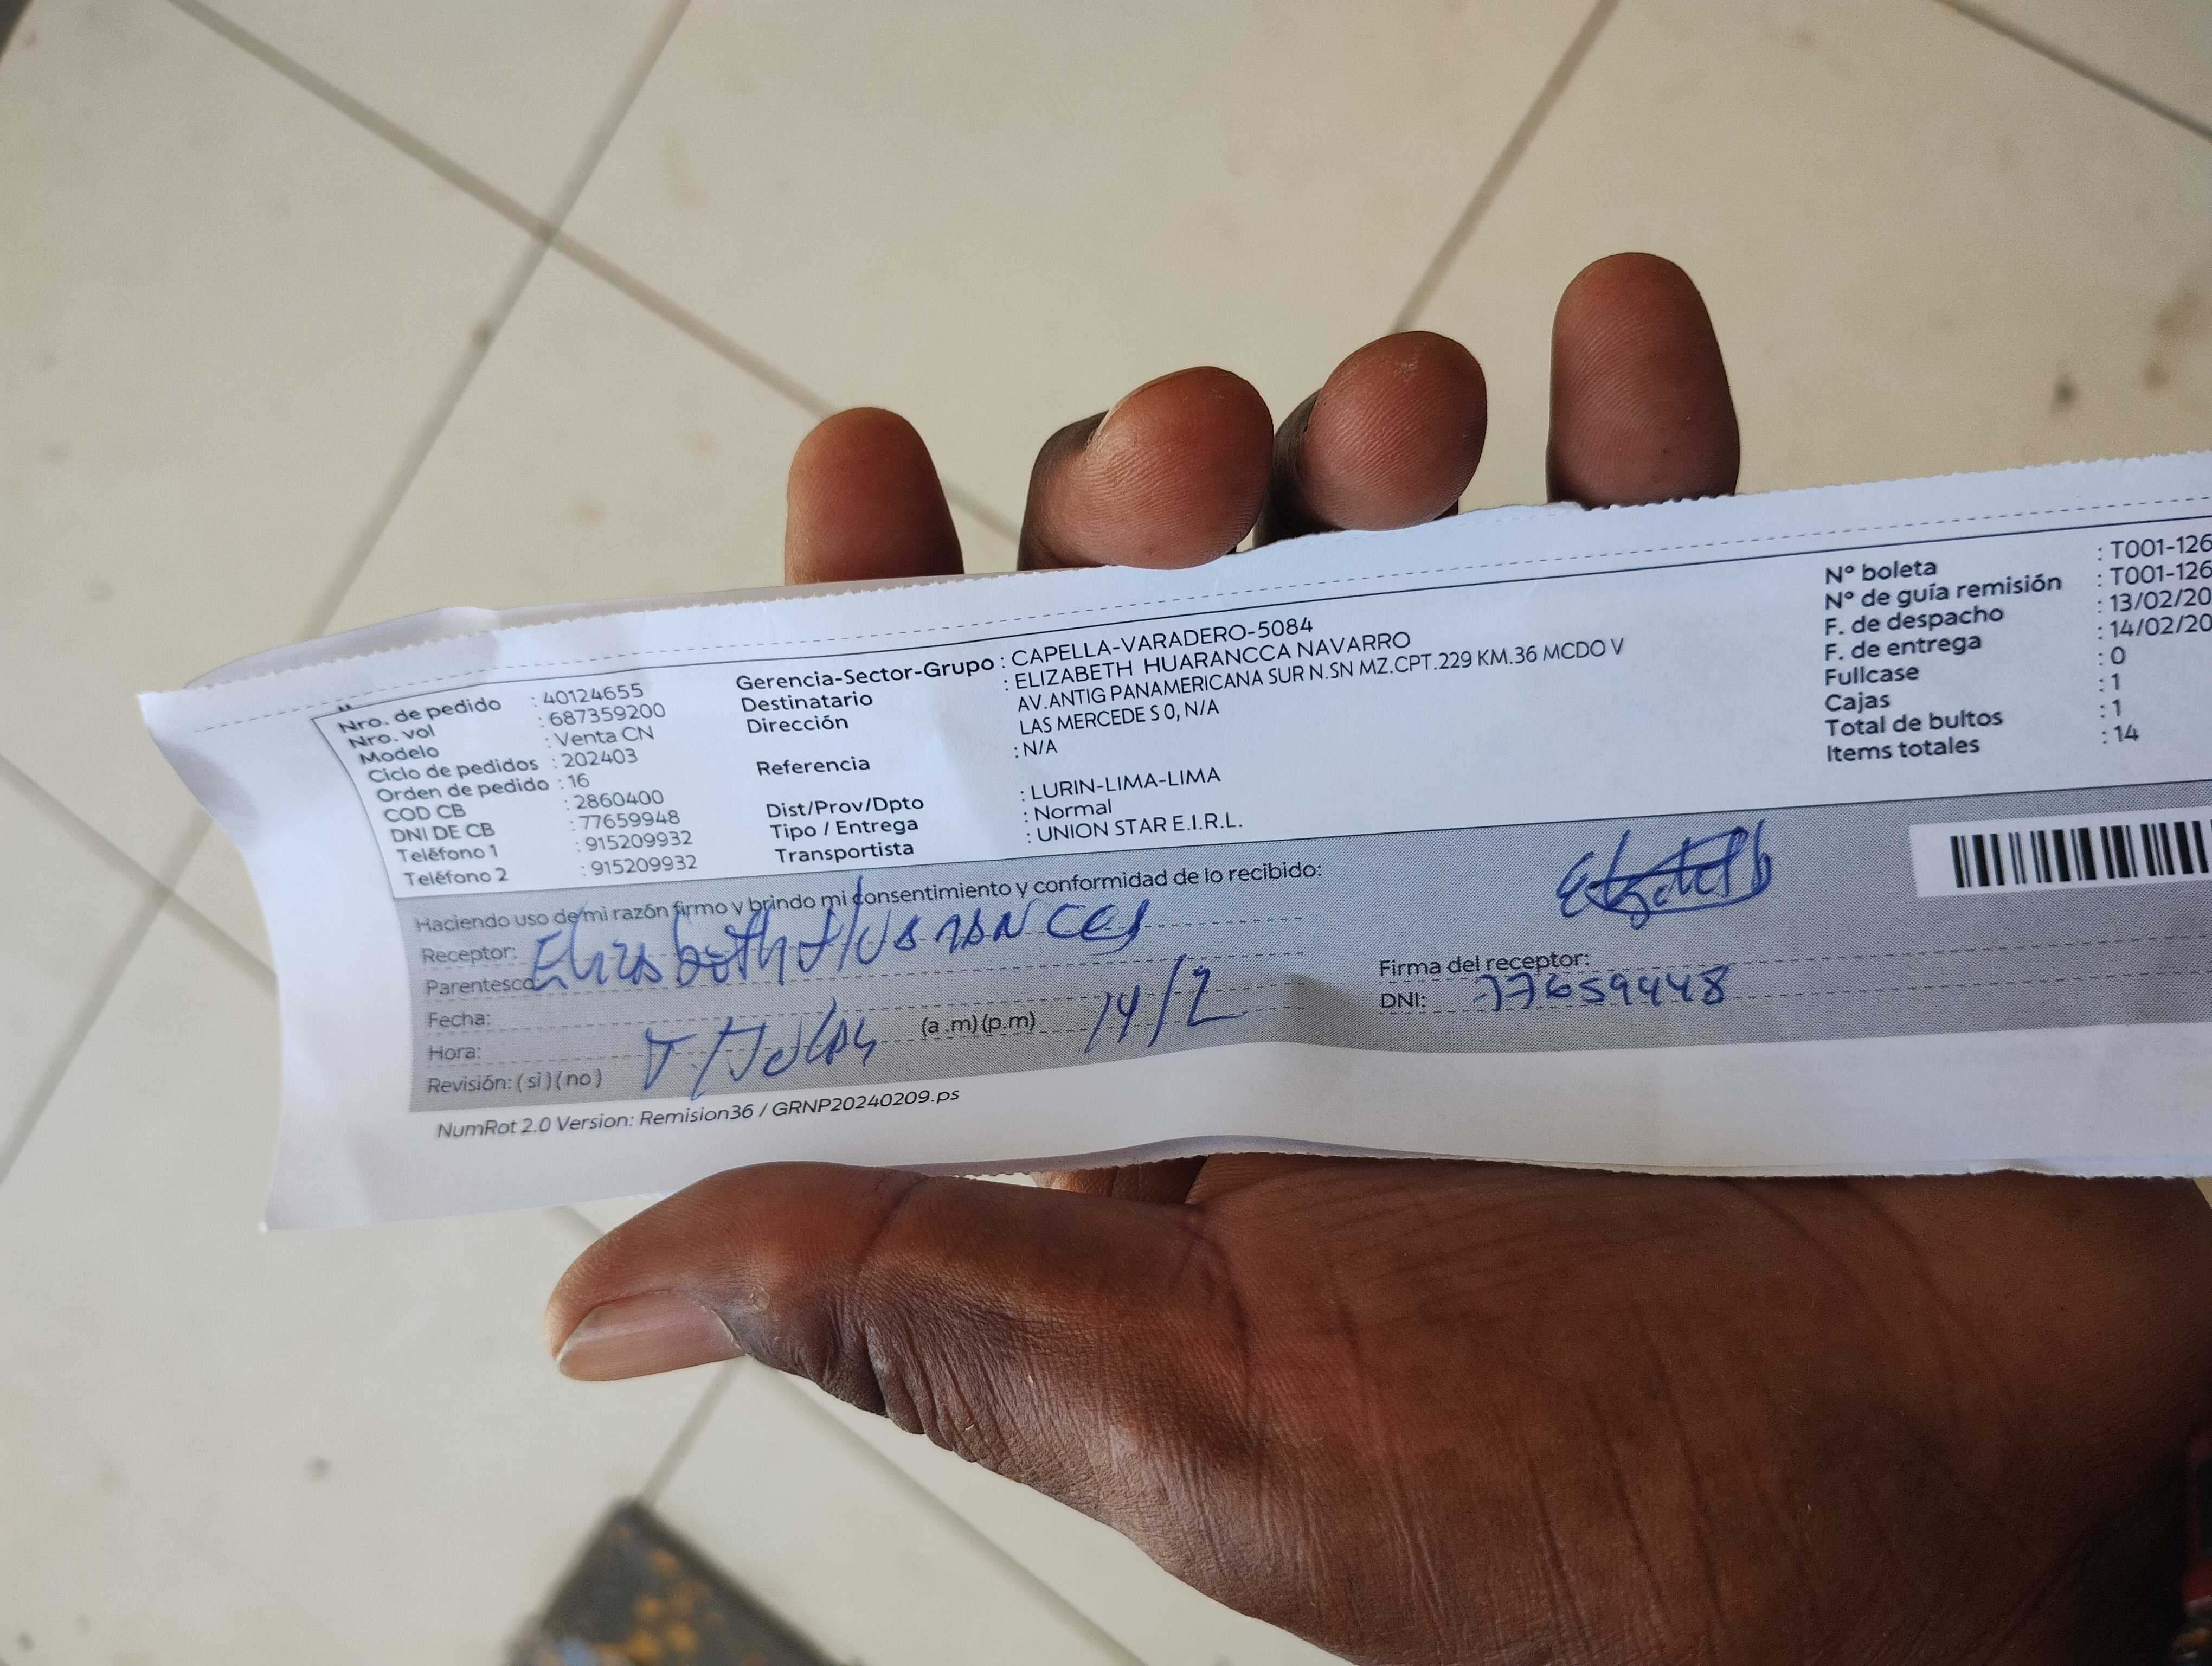 Nro. de pedido : 40124655
Nro. vol : 687359200
Modelo : Venta CN
Ciclo de pedidos : 202403
Orden de pedido : 16
COD CB : 2860400
DNI DE CB : 77659948
Teléfono 1 : 915209932
Teléfono 2 : 915209932
Gerencia-Sector-Grupo : CAPELLA-VARADERO-5084
Destinatario : ELIZABETH HUARANCCA NAVARRO
Dirección AV.ANTIG PANAMERICANA SUR N.SN MZ.CPT.229 KM.36 MCDO V
LAS MERCEDE S 0, N/A
Referencia : N/A
Dist/Prov/Dpto : LURIN-LIMA-LIMA
Tipo / Entrega : Normal
Transportista : UNION STAR E.I.R.L.
Nº boleta : T001-126
Nº de guía remisión : T001-126
F. de despacho : 13/02/20
F. de entrega : 14/02/20
Fullcase : 0
Cajas : 1
Total de bultos : 1
Items totales : 14
Haciendo uso de mi razón firmo y brindo mi consentimiento y conformidad de lo recibido:
Receptor:
Parentesco
Fecha:
Hora: (a .m) (p.m) 14/2
Revisión: ( si ) ( no )
Firma del receptor:
DNI: 77659448
NumRot 2.0 Version: Remision36 / GRNP20240209.ps